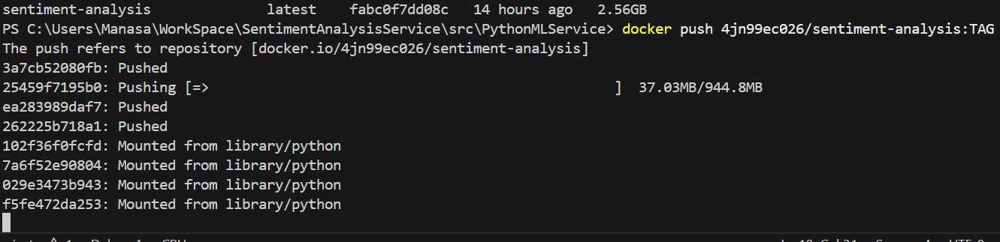 sentiment-analysis latest fabc0f7dd08c 14 hours ago 2.56GB
PS C:\Users\Manasa\WorkSpace\SentimentAnalysisService\src\PythonMLService> docker push 4jn99ec026/sentiment-analysis:TAG
The push refers to repository [docker.io/4jn99ec026/sentiment-analysis]
3a7cb52080fb: Pushed
25459f7195b0: Pushing [=> ] 37.03MB/944.8MB
ea283989daf7: Pushed
262225b718a1: Pushed
102f36f0fcfd: Mounted from library/python
7a6f52e90804: Mounted from library/python
029e3473b943: Mounted from library/python
f5fe472da253: Mounted from library/python